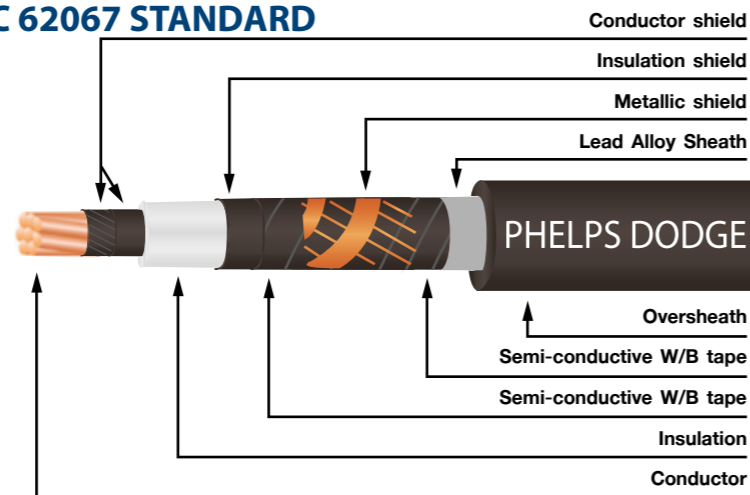 C 62067 STANDARD
Conductor shield
Insulation shield
Metallic shield
Lead Alloy Sheath
PHELPS DODGE
Oversheath
Semi-conductive W/B tape
Semi-conductive W/B tape
Insulation
Conductor